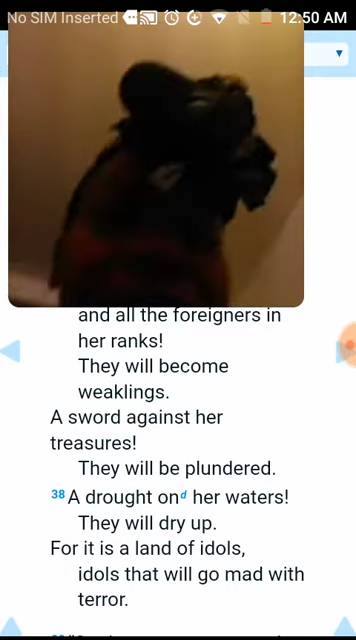 No SIM Inserted 12:50 AM
and all the foreigners in
her ranks!
They will become
weaklings.
A sword against her
treasures!
They will be plundered.
38 A drought on d her waters!
They will dry up.
For it is a land of idols,
idols that will go mad with
terror.